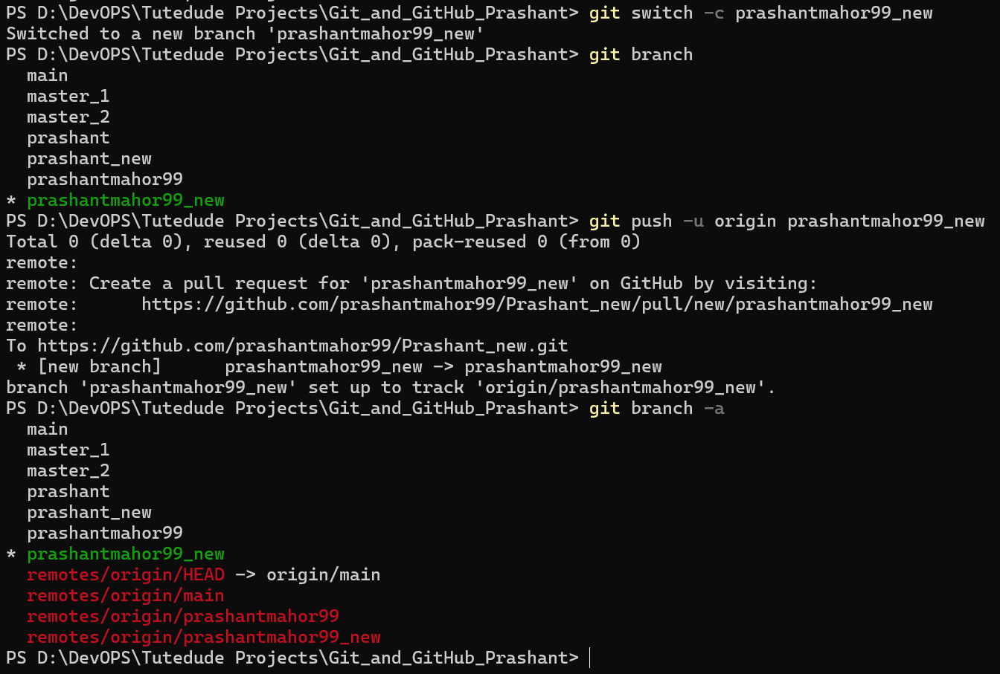 PS D:\DevOPS\Tutedude Projects\Git_and_GitHub_Prashant> git switch -c prashantmahor99_new
Switched to a new branch 'prashantmahor99_new'
PS D:\DevOPS\Tutedude Projects\Git_and_GitHub_Prashant> git branch
  main
  master_1
  master_2
  prashant
  prashant_new
  prashantmahor99
* prashantmahor99_new
PS D:\DevOPS\Tutedude Projects\Git_and_GitHub_Prashant> git push -u origin prashantmahor99_new
Total 0 (delta 0), reused 0 (delta 0), pack-reused 0 (from 0)
remote:
remote: Create a pull request for 'prashantmahor99_new' on GitHub by visiting:
remote:      https://github.com/prashantmahor99/Prashant_new/pull/new/prashantmahor99_new
remote:
To https://github.com/prashantmahor99/Prashant_new.git
 * [new branch]      prashantmahor99_new -> prashantmahor99_new
branch 'prashantmahor99_new' set up to track 'origin/prashantmahor99_new'.
PS D:\DevOPS\Tutedude Projects\Git_and_GitHub_Prashant> git branch -a
  main
  master_1
  master_2
  prashant
  prashant_new
  prashantmahor99
* prashantmahor99_new
  remotes/origin/HEAD -> origin/main
  remotes/origin/main
  remotes/origin/prashantmahor99
  remotes/origin/prashantmahor99_new
PS D:\DevOPS\Tutedude Projects\Git_and_GitHub_Prashant>